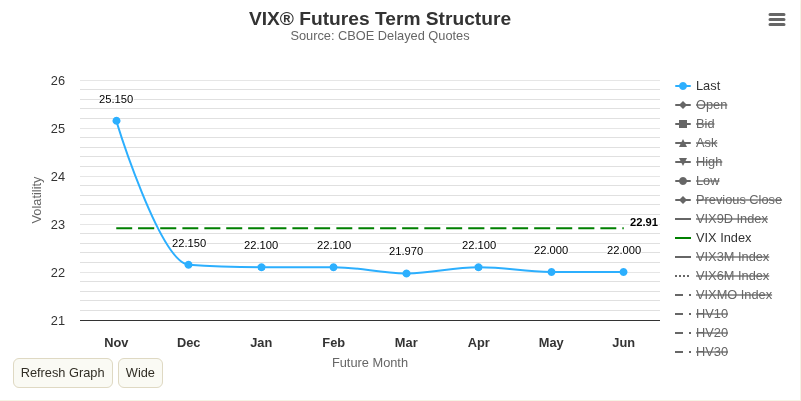 VIX® Futures Term Structure
Source: CBOE Delayed Quotes
Volatility
26
25
24
23
22
21
25.150
22.150
22.100
22.100
21.970
22.100
22.000
22.000
22.91
Nov Dec Jan Feb Mar Apr May Jun
Future Month
Last
Open
Bid
Ask
High
Low
Previous Close
VIX9D Index
VIX Index
VIX3M Index
VIX6M Index
VIXMO Index
HV10
HV20
HV30
Refresh Graph Wide